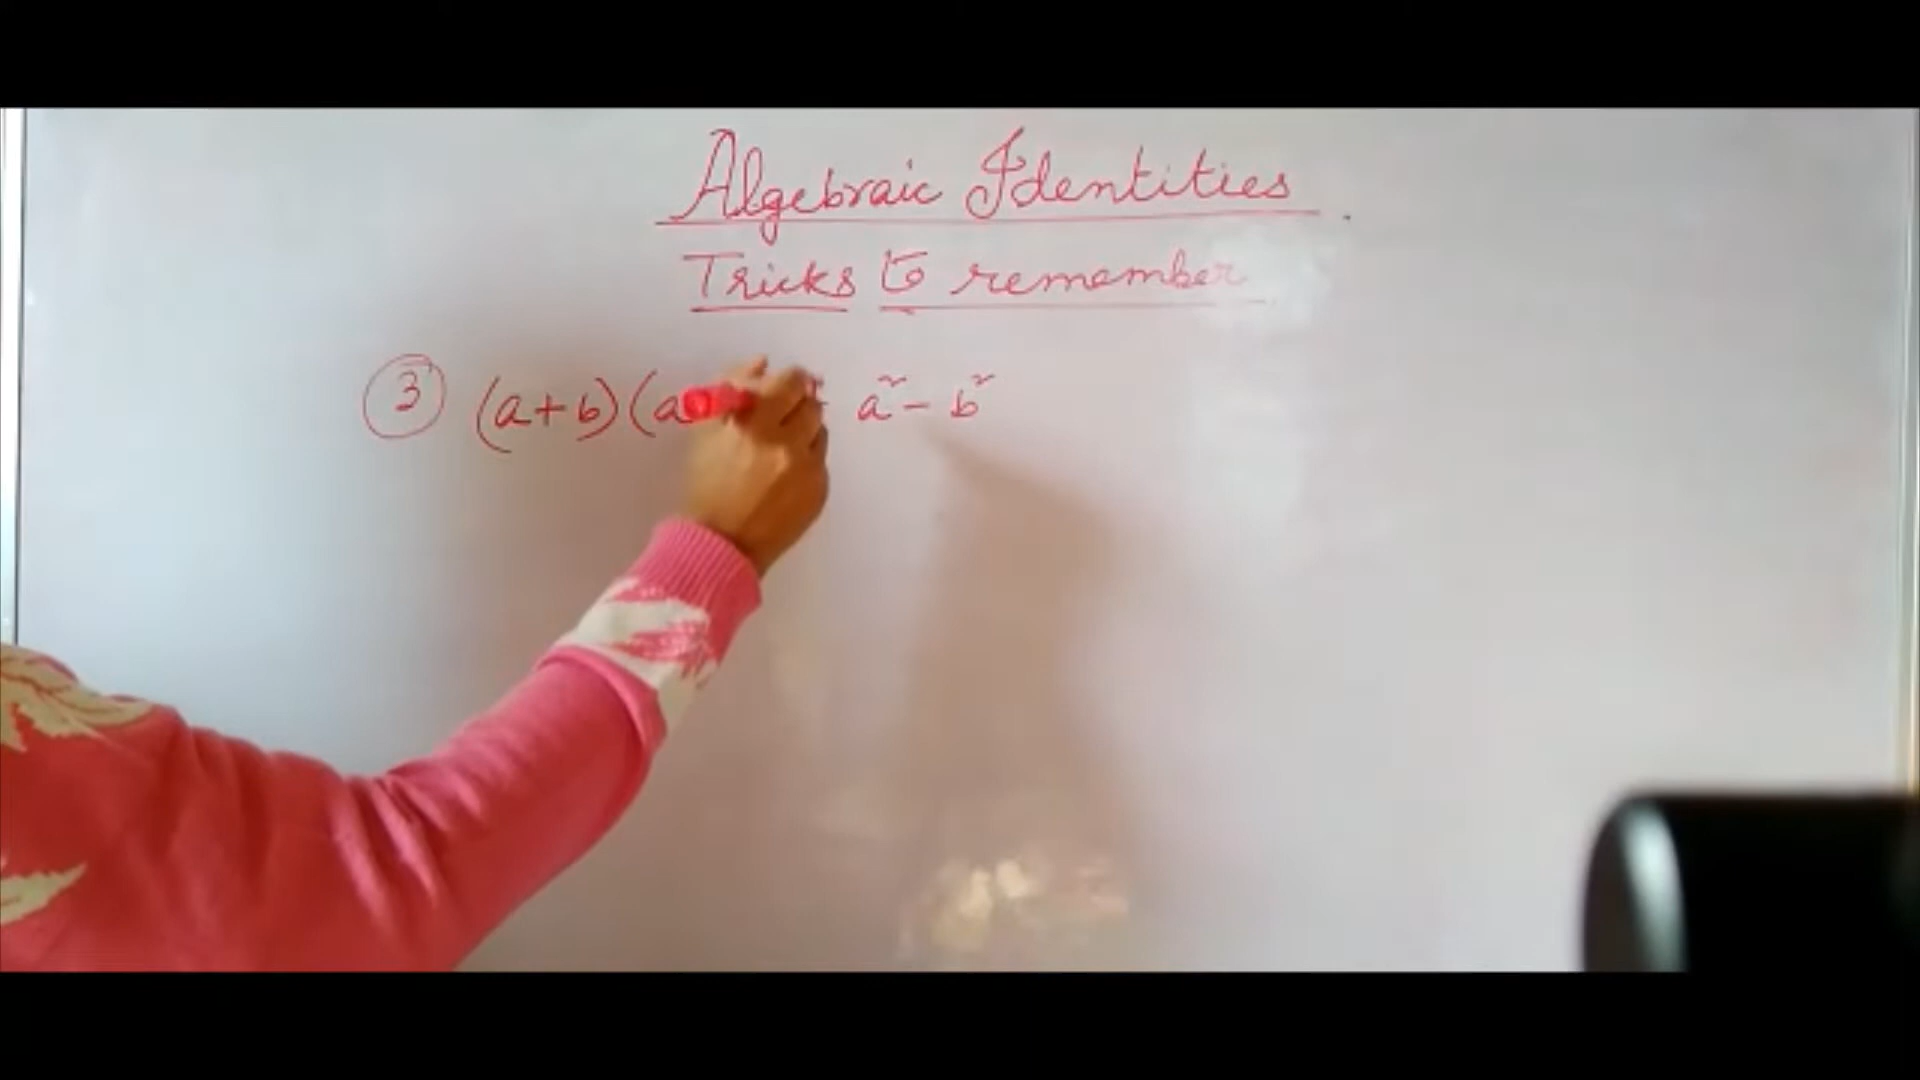 Algebraic Identities
Tricks to remember
3 (a+b)(a = a² - b²